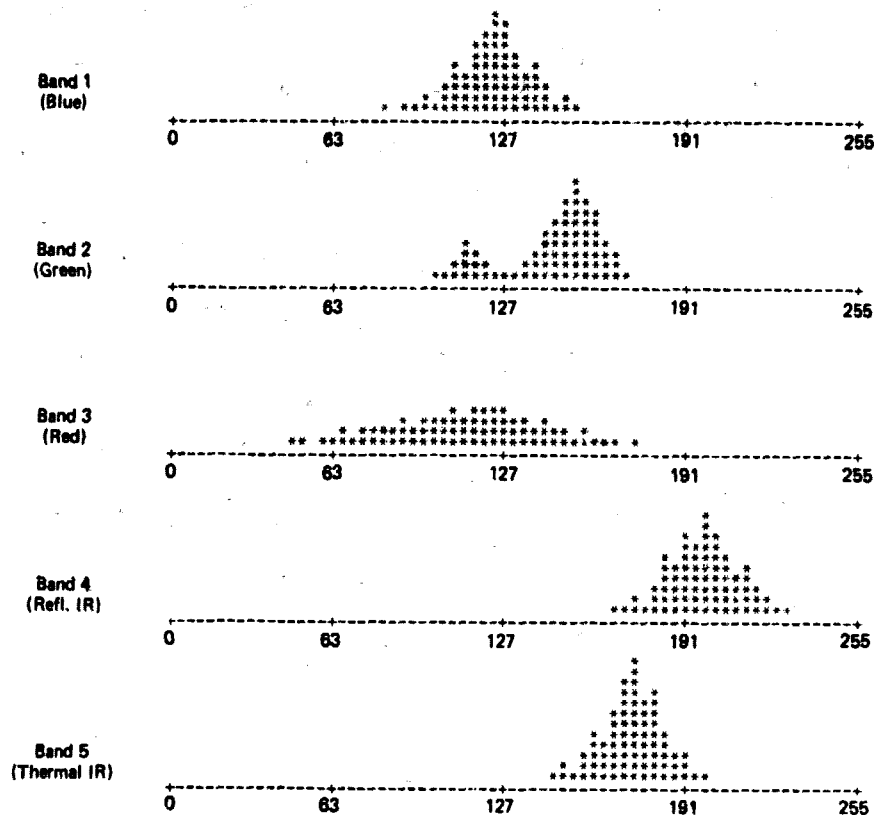 Band 1
(Blue)
0 63 127 191 255
Band 2
(Green)
0 63 127 191 255
Band 3
(Red)
0 63 127 191 255
Band 4
(Refl. IR)
0 63 127 191 255
Band 5
(Thermal IR)
0 63 127 191 255